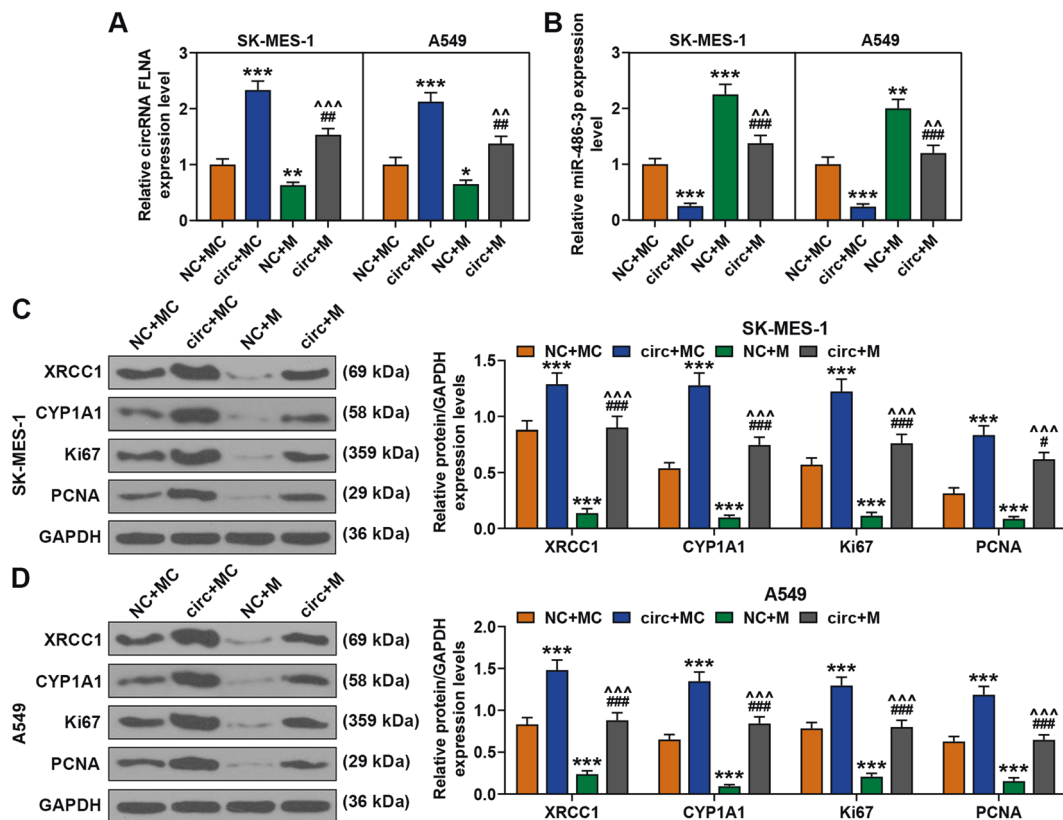 A
SK-MES-1 A549
Relative circRNA FLNA
expression level
3
2
1
0
*** ** ^^^ ## *** * ^^ ##
NC+MC circ+MC NC+M circ+M NC+MC circ+MC NC+M circ+M
B
SK-MES-1 A549
Relative miR-486-3p expression
level
3
2
1
0
*** *** ^^ ### *** ** ^^ ###
NC+MC circ+MC NC+M circ+M NC+MC circ+MC NC+M circ+M
C
NC+MC circ+MC NC+M circ+M
SK-MES-1
XRCC1 (69 kDa)
CYP1A1 (58 kDa)
Ki67 (359 kDa)
PCNA (29 kDa)
GAPDH (36 kDa)
SK-MES-1
NC+MC circ+MC NC+M circ+M
Relative protein/GAPDH
expression levels
1.5
1.0
0.5
0.0
*** *** ^^^ ### *** *** ^^^ ### *** *** ^^^ ### *** *** ^^^ #
XRCC1 CYP1A1 Ki67 PCNA
D
NC+MC circ+MC NC+M circ+M
A549
XRCC1 (69 kDa)
CYP1A1 (58 kDa)
Ki67 (359 kDa)
PCNA (29 kDa)
GAPDH (36 kDa)
A549
NC+MC circ+MC NC+M circ+M
Relative protein/GAPDH
expression levels
2.0
1.5
1.0
0.5
0.0
*** *** ^^^ ### *** *** ^^^ ### *** *** ^^^ ### *** *** ^^^ ###
XRCC1 CYP1A1 Ki67 PCNA